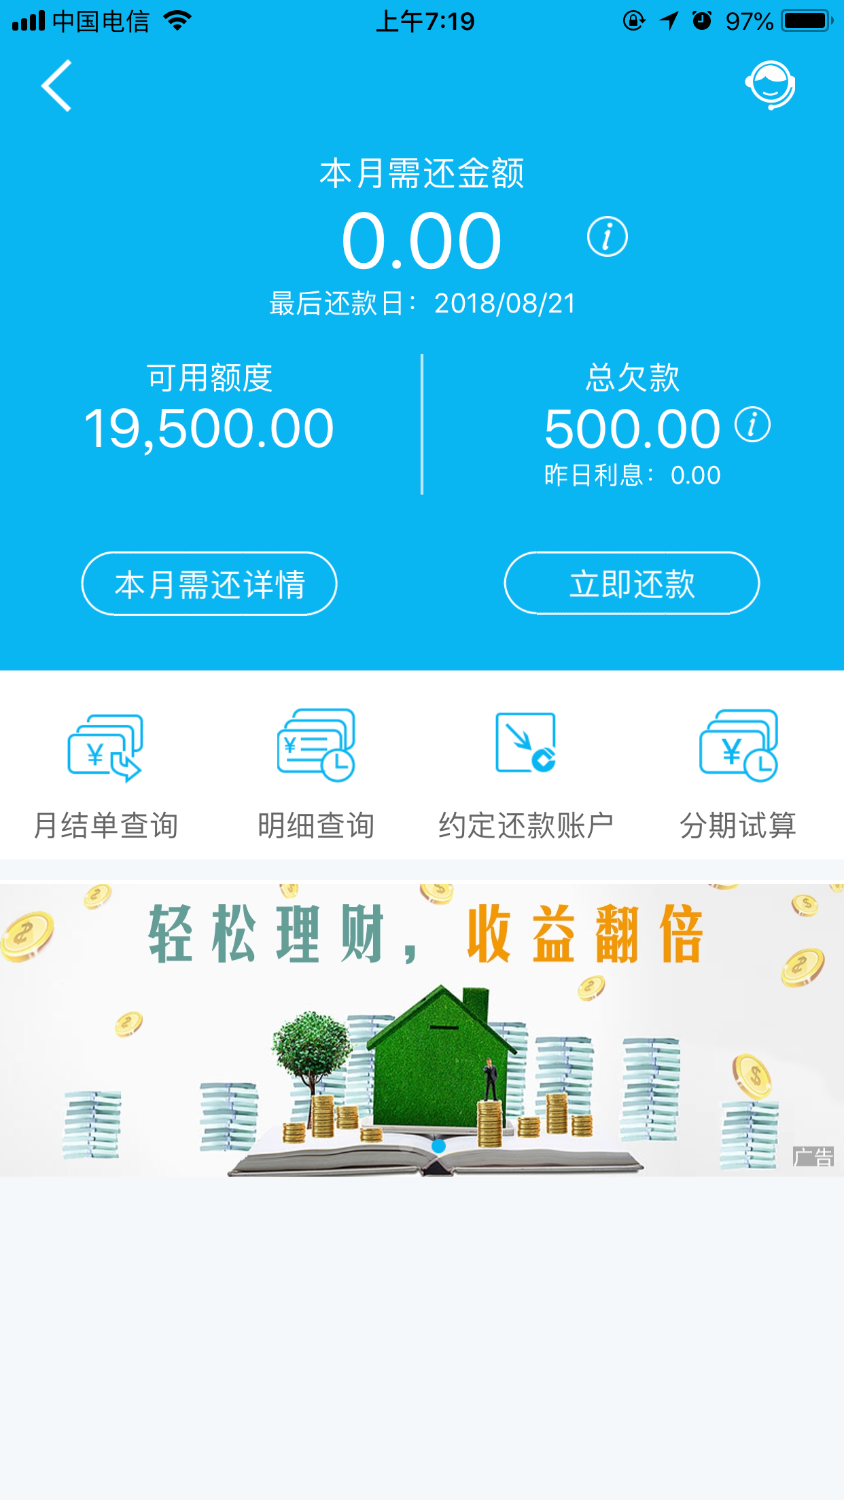 中国电信 上午7:19 97%
本月需还金额
0.00
最后还款日：2018/08/21
可用额度 总欠款
19,500.00 500.00
昨日利息：0.00
本月需还详情 立即还款
月结单查询 明细查询 约定还款账户 分期试算
轻松理财，收益翻倍
广告